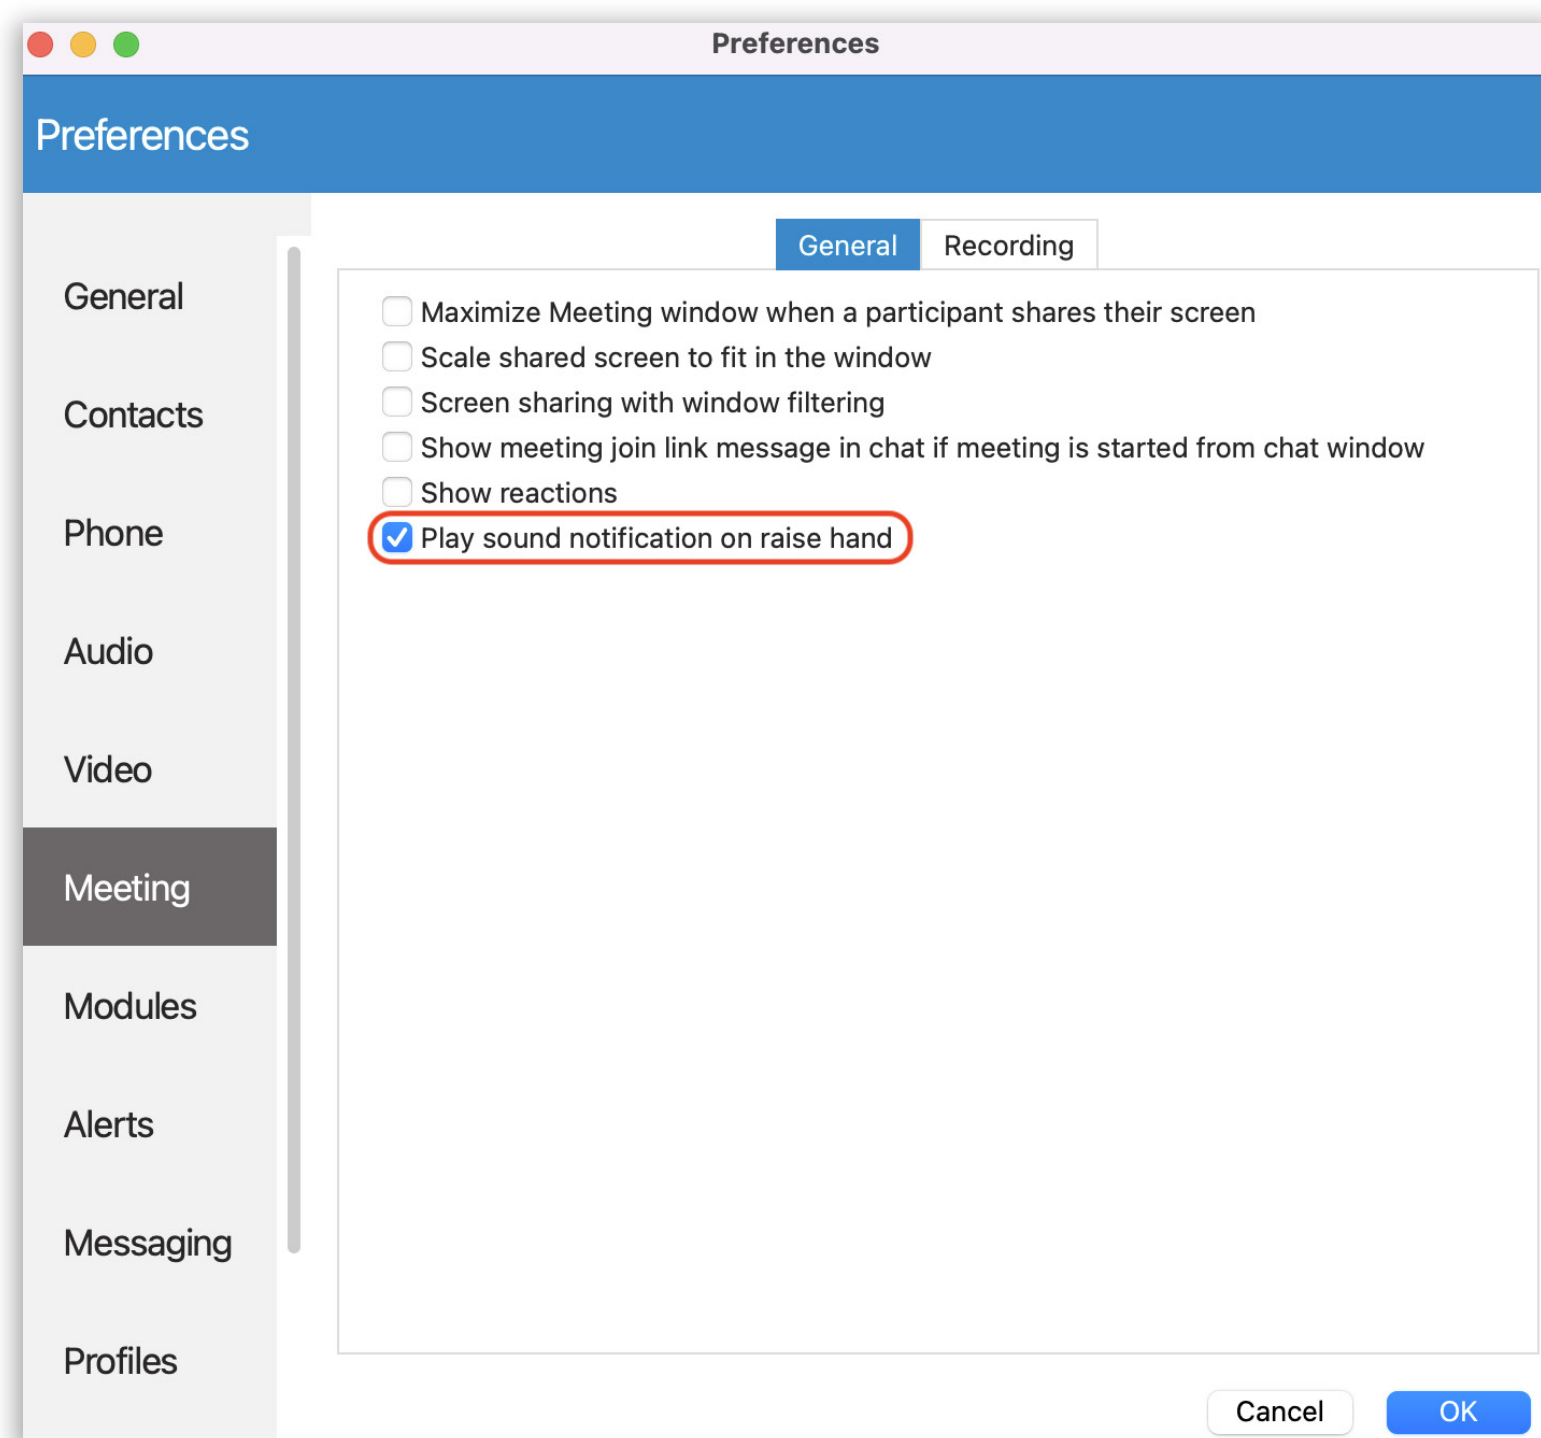 Preferences
Preferences
General
Contacts
Phone
Audio
Video
Meeting
Modules
Alerts
Messaging
Profiles
General
Recording
Maximize Meeting window when a participant shares their screen
Scale shared screen to fit in the window
Screen sharing with window filtering
Show meeting join link message in chat if meeting is started from chat window
Show reactions
Play sound notification on raise hand
Cancel
OK